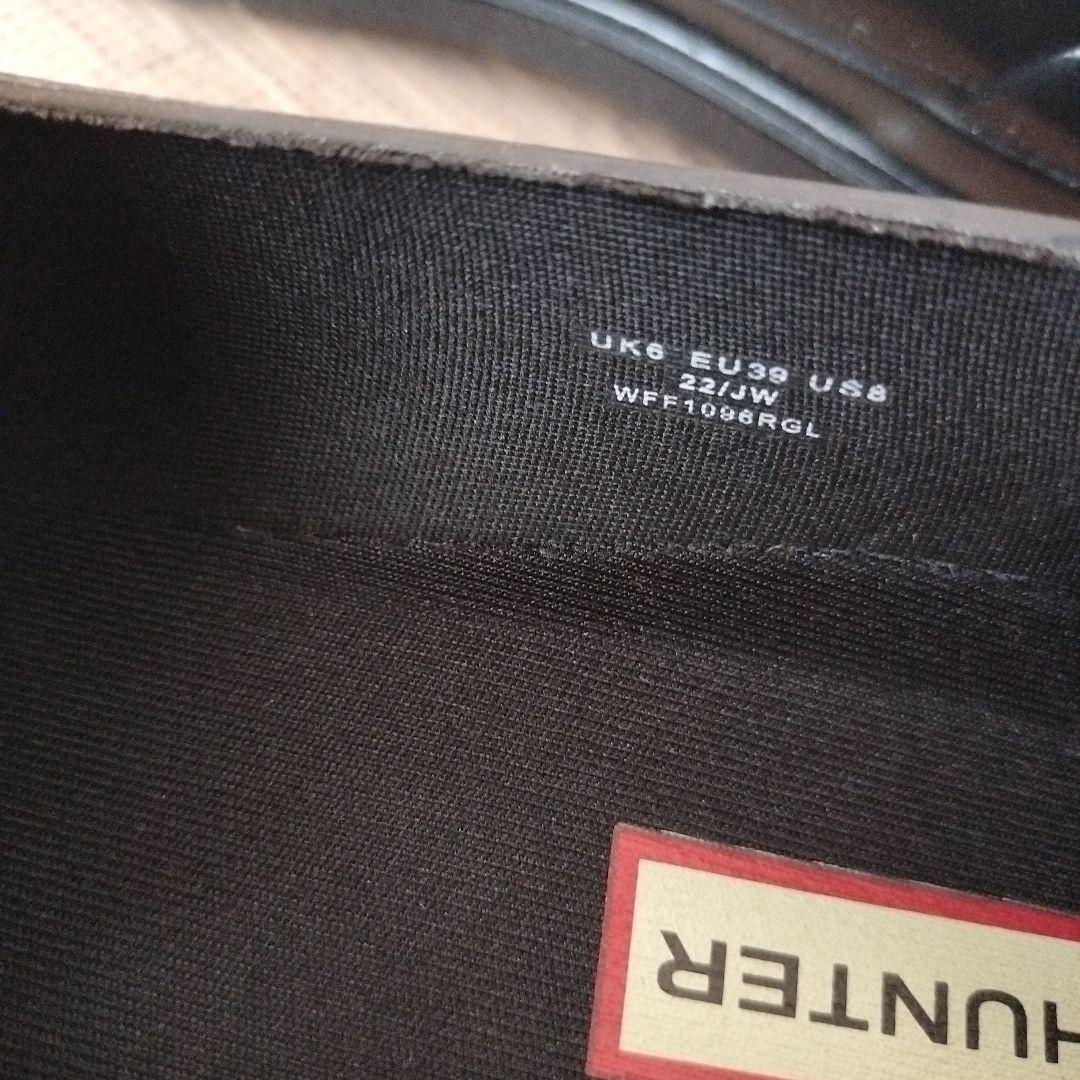 UK6 EU39 US8
22/JW
WFF1096RGL
HUNTER